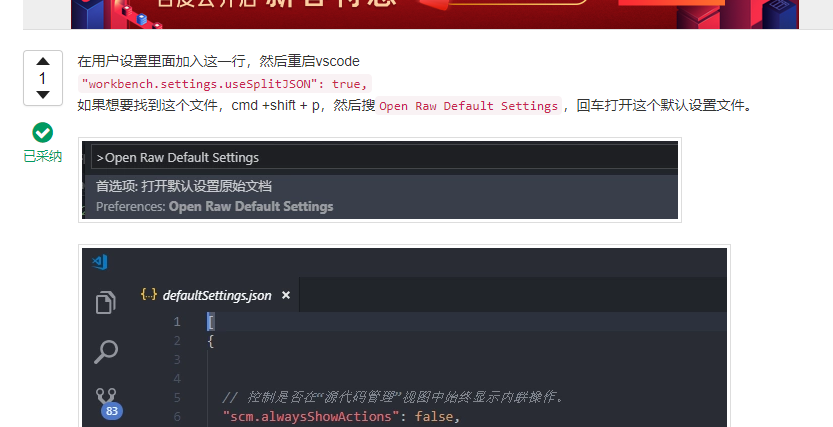 1
在用户设置里面加入这一行，然后重启vscode
"workbench.settings.useSplitJSON": true,
如果想要找到这个文件，cmd +shift + p，然后搜 Open Raw Default Settings，回车打开这个默认设置文件。
已采纳
>Open Raw Default Settings
首选项: 打开默认设置原始文档
Preferences: Open Raw Default Settings
{..} defaultSettings.json ×
1 [
2 {
3
4
5 // 控制是否在“源代码管理”视图中始终显示内联操作。
6 "scm.alwaysShowActions": false,
83